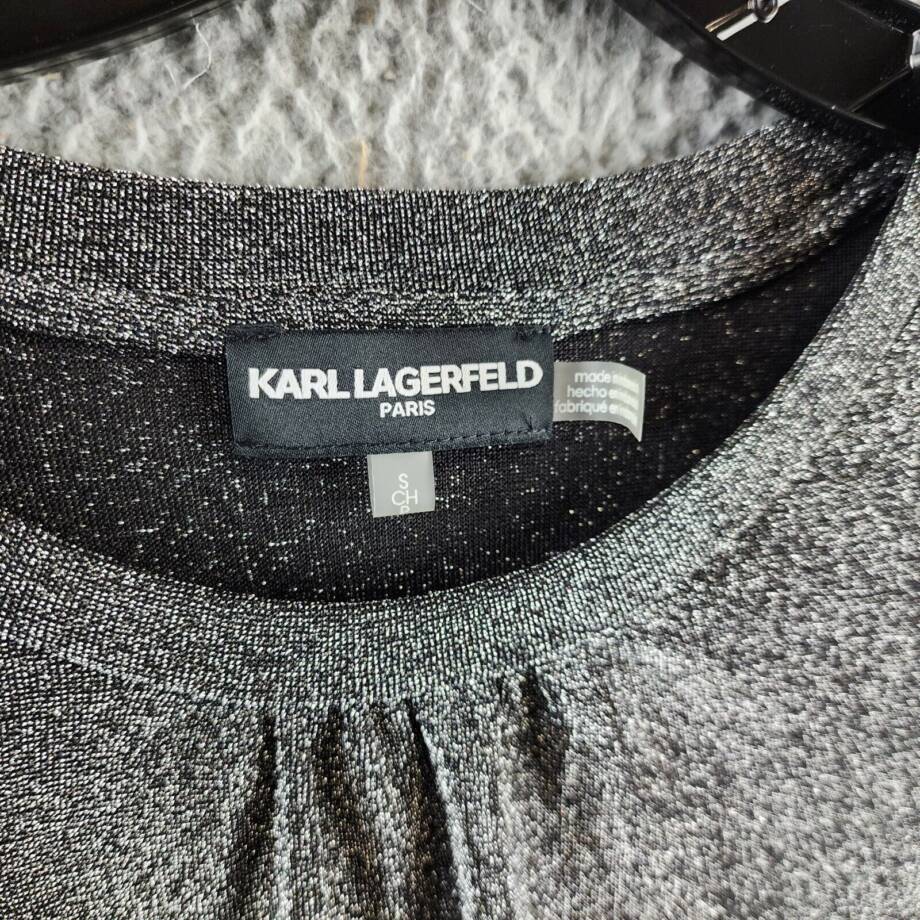 KARL LAGERFELD
PARIS
made
hecho
fabriqué
S
CH
P